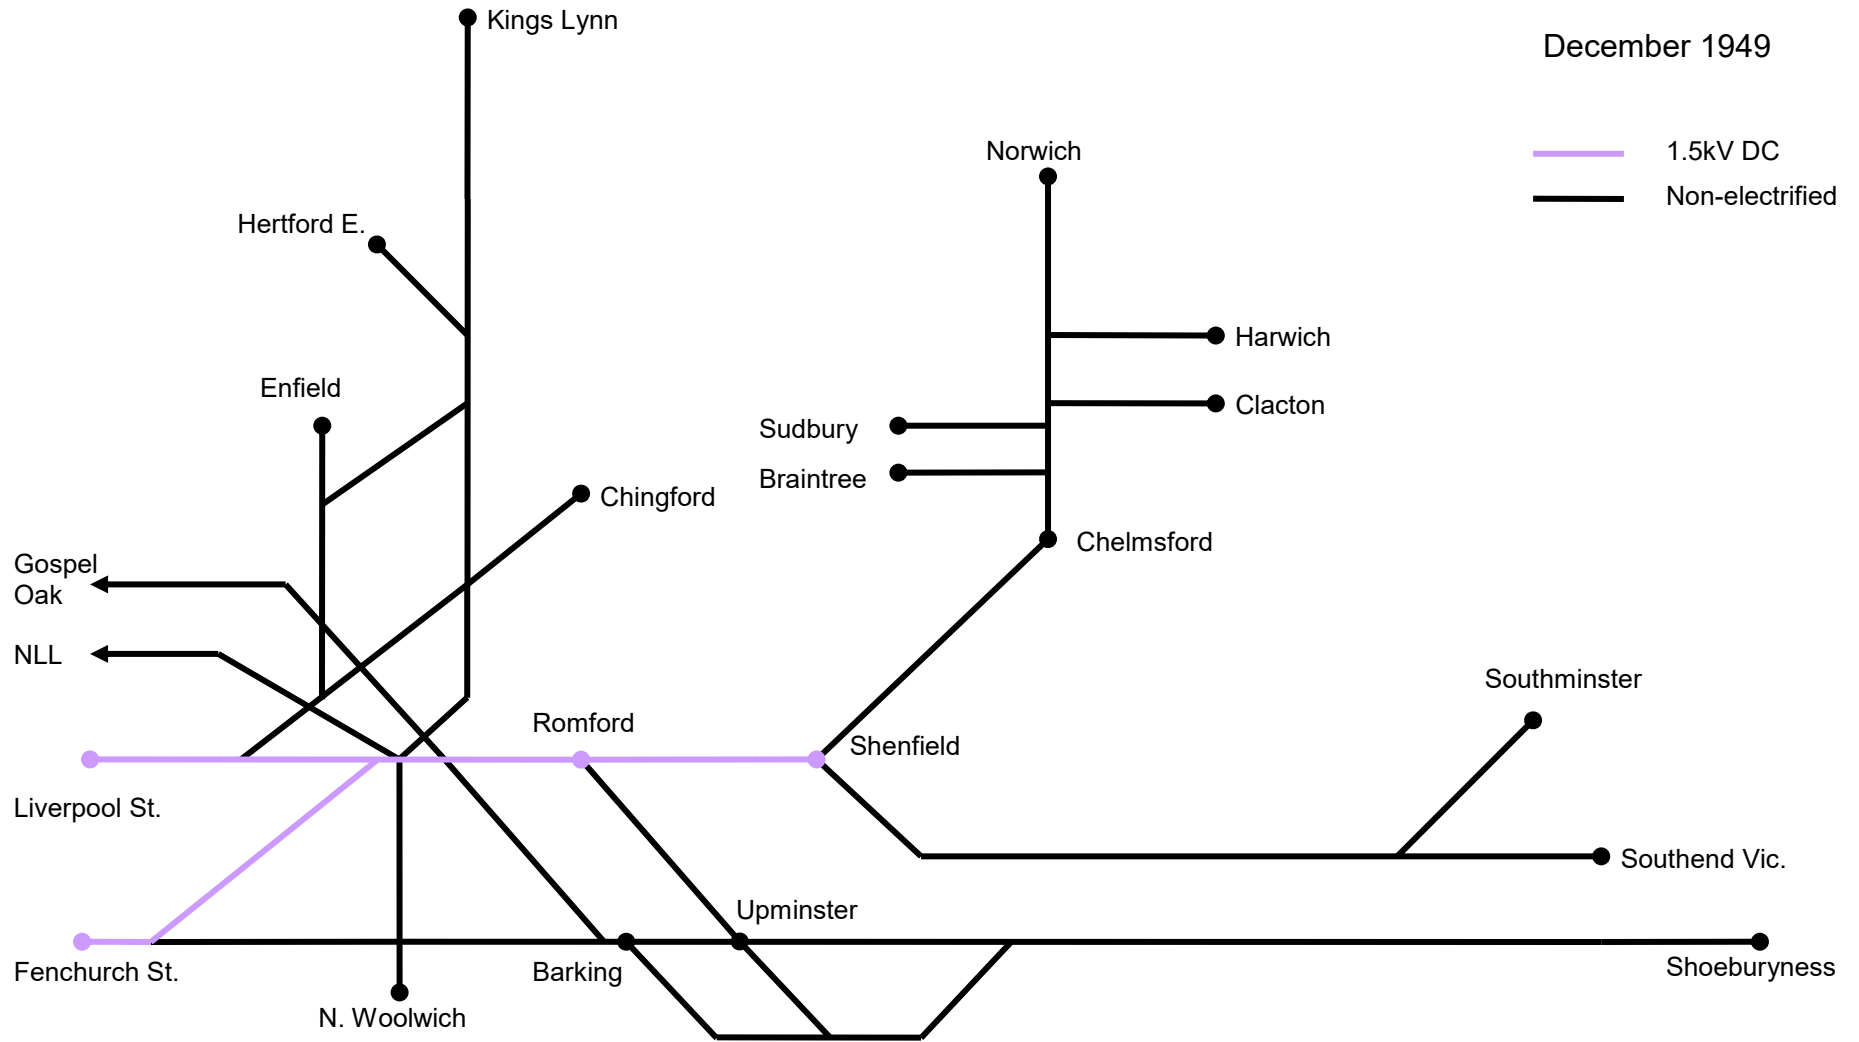 Kings Lynn
December 1949
Norwich
1.5kV DC
Non-electrified
Hertford E.
Harwich
Enfield
Clacton
Sudbury
Braintree
Chingford
Chelmsford
Gospel
Oak
NLL
Southminster
Romford
Shenfield
Liverpool St.
Southend Vic.
Upminster
Fenchurch St.
Barking
Shoeburyness
N. Woolwich